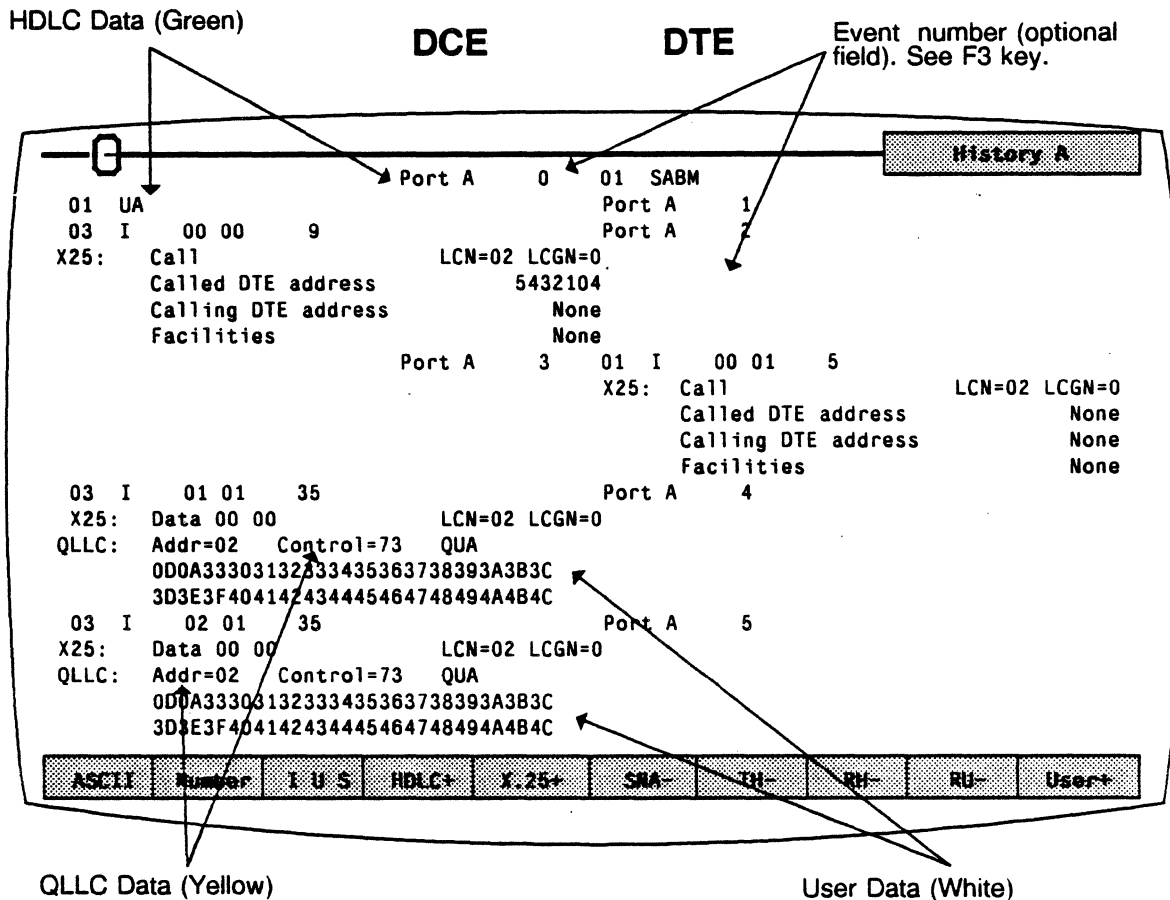 HDLC Data (Green)
DCE DTE
Event number (optional
field). See F3 key.
History A
Port A 0 01 SABM
01 UA Port A 1
03 I 00 00 9 Port A 2
X25: Call LCN=02 LCGN=0
Called DTE address 5432104
Calling DTE address None
Facilities None
Port A 3 01 I 00 01 5
X25: Call LCN=02 LCGN=0
Called DTE address None
Calling DTE address None
Facilities None
03 I 01 01 35 Port A 4
X25: Data 00 00 LCN=02 LCGN=0
QLLC: Addr=02 Control=73 QUA
0D0A33303132333435363738393A3B3C
3D3E3F404142434445464748494A4B4C
03 I 02 01 35 Port A 5
X25: Data 00 00 LCN=02 LCGN=0
QLLC: Addr=02 Control=73 QUA
0D0A33303132333435363738393A3B3C
3D3E3F404142434445464748494A4B4C
ASCII Number I U S HDLC+ X.25+ SNA- TH- RH- RU- User+
QLLC Data (Yellow) User Data (White)